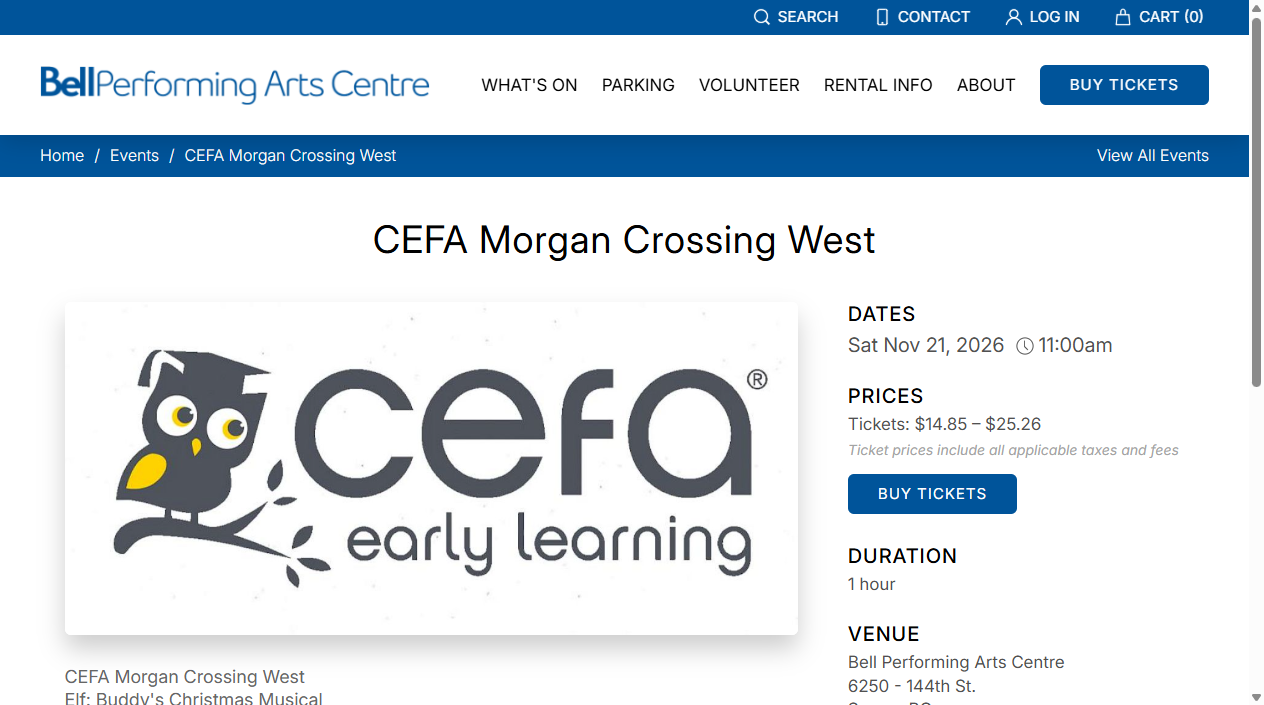 SEARCH CONTACT LOG IN CART (0)
BellPerforming Arts Centre WHAT'S ON PARKING VOLUNTEER RENTAL INFO ABOUT BUY TICKETS
Home / Events / CEFA Morgan Crossing West View All Events
CEFA Morgan Crossing West
cefa®
early learning
DATES
Sat Nov 21, 2026 11:00am
PRICES
Tickets: $14.85 – $25.26
Ticket prices include all applicable taxes and fees
BUY TICKETS
DURATION
1 hour
VENUE
Bell Performing Arts Centre
6250 - 144th St.
CEFA Morgan Crossing West
Elf: Buddy's Christmas Musical